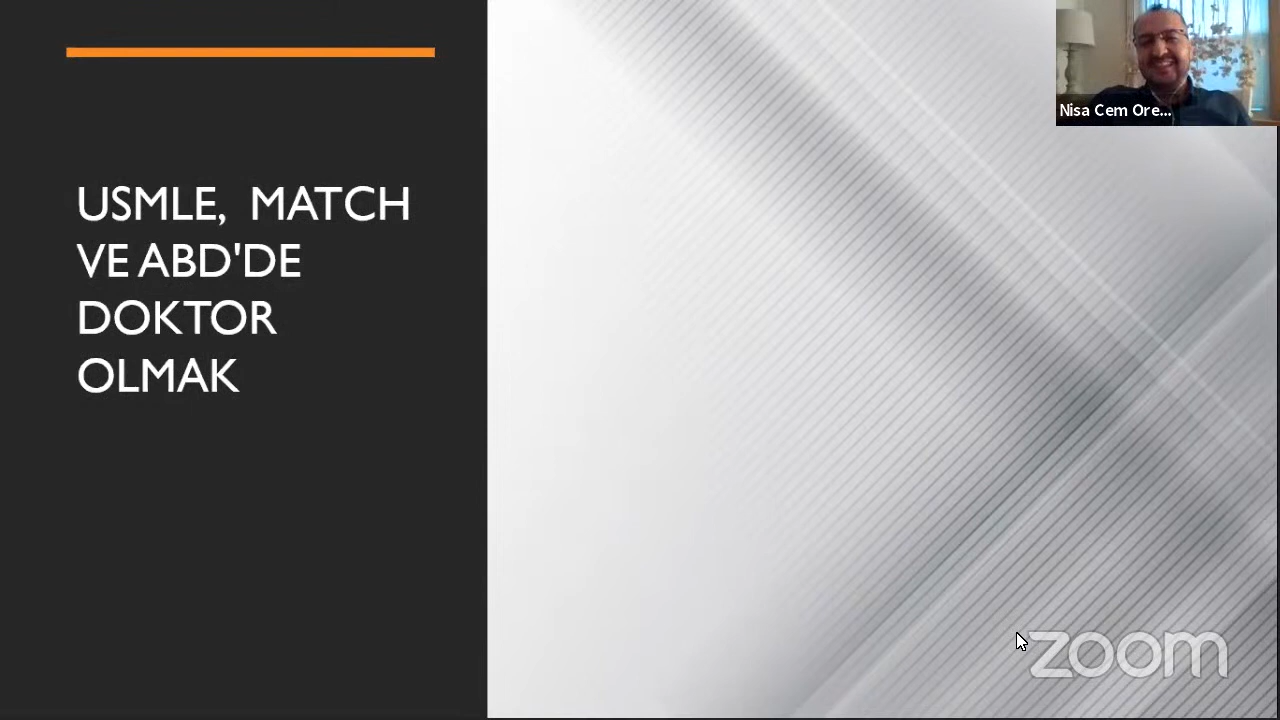 USMLE, MATCH
VE ABD'DE
DOKTOR
OLMAK
Nisa Cem Ore...
zoom